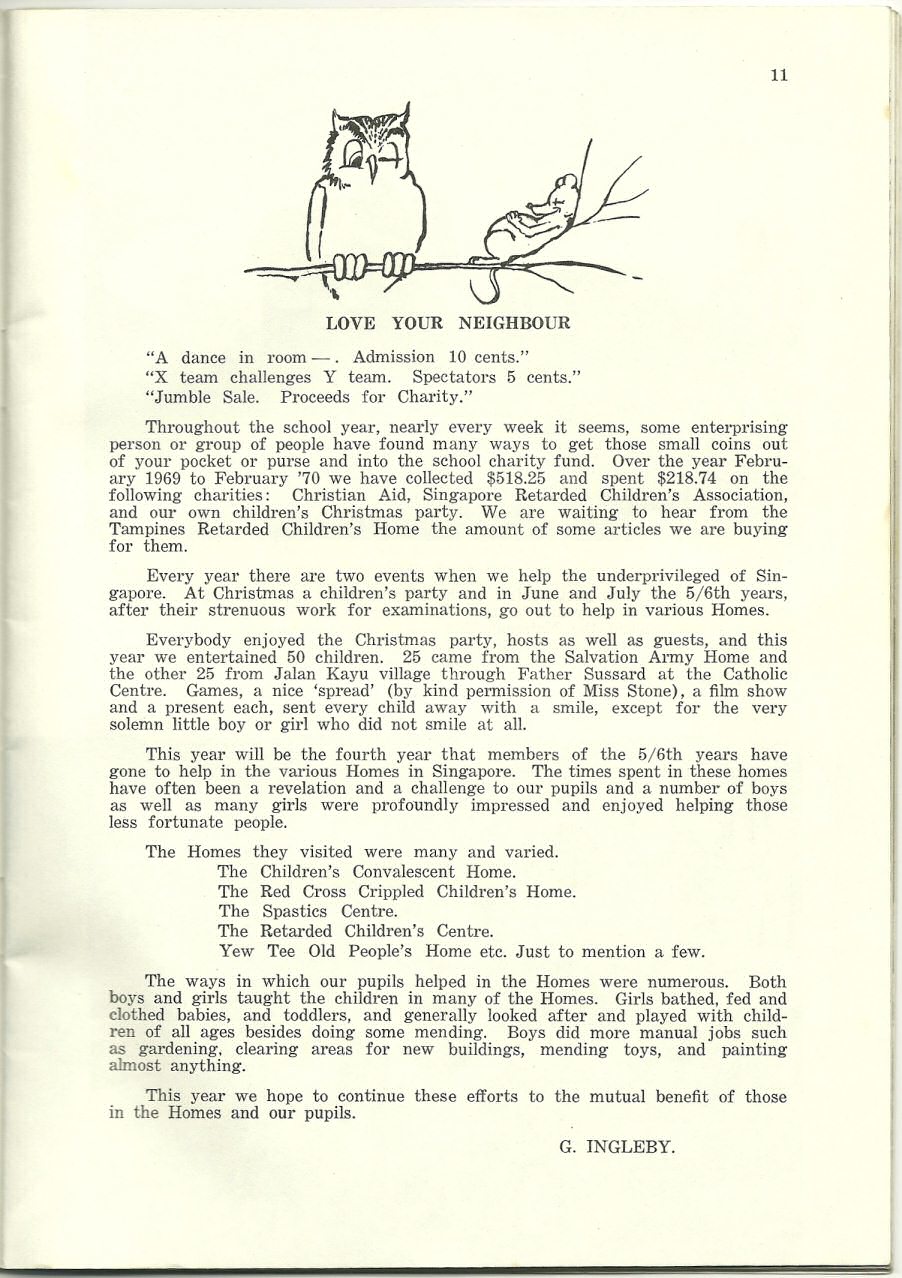 11
LOVE YOUR NEIGHBOUR
“A dance in room — . Admission 10 cents.”
“X team challenges Y team. Spectators 5 cents.”
“Jumble Sale. Proceeds for Charity.”
Throughout the school year, nearly every week it seems, some enterprising
person or group of people have found many ways to get those small coins out
of your pocket or purse and into the school charity fund. Over the year Febru-
ary 1969 to February ’70 we have collected $518.25 and spent $218.74 on the
following charities: Christian Aid, Singapore Retarded Children’s Association,
and our own children’s Christmas party. We are waiting to hear from the
Tampines Retarded Children’s Home the amount of some articles we are buying
for them.
Every year there are two events when we help the underprivileged of Sin-
gapore. At Christmas a children’s party and in June and July the 5/6th years,
after their strenuous work for examinations, go out to help in various Homes.
Everybody enjoyed the Christmas party, hosts as well as guests, and this
year we entertained 50 children. 25 came from the Salvation Army Home and
the other 25 from Jalan Kayu village through Father Sussard at the Catholic
Centre. Games, a nice ‘spread’ (by kind permission of Miss Stone), a film show
and a present each, sent every child away with a smile, except for the very
solemn little boy or girl who did not smile at all.
This year will be the fourth year that members of the 5/6th years have
gone to help in the various Homes in Singapore. The times spent in these homes
have often been a revelation and a challenge to our pupils and a number of boys
as well as many girls were profoundly impressed and enjoyed helping those
less fortunate people.
The Homes they visited were many and varied.
The Children’s Convalescent Home.
The Red Cross Crippled Children’s Home.
The Spastics Centre.
The Retarded Children’s Centre.
Yew Tee Old People’s Home etc. Just to mention a few.
The ways in which our pupils helped in the Homes were numerous. Both
boys and girls taught the children in many of the Homes. Girls bathed, fed and
clothed babies, and toddlers, and generally looked after and played with child-
ren of all ages besides doing some mending. Boys did more manual jobs such
as gardening, clearing areas for new buildings, mending toys, and painting
almost anything.
This year we hope to continue these efforts to the mutual benefit of those
in the Homes and our pupils.
G. INGLEBY.